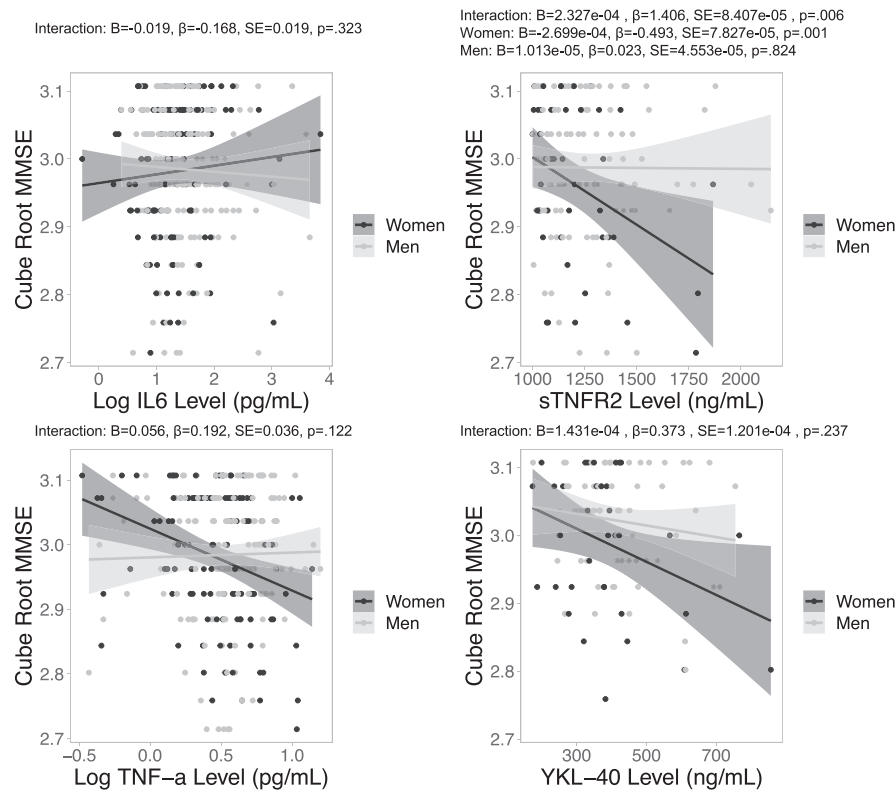 Interaction: B=-0.019, β=-0.168, SE=0.019, p=.323
3.1
3.0
2.9
2.8
2.7
Cube Root MMSE
0 1 2 3 4
Log IL6 Level (pg/mL)
Women
Men
Interaction: B=2.327e-04 , β=1.406, SE=8.407e-05 , p=.006
Women: B=-2.699e-04, β=-0.493, SE=7.827e-05, p=.001
Men: B=1.013e-05, β=0.023, SE=4.553e-05, p=.824
3.1
3.0
2.9
2.8
2.7
Cube Root MMSE
1000 1250 1500 1750 2000
sTNFR2 Level (ng/mL)
Women
Men
Interaction: B=0.056, β=0.192, SE=0.036, p=.122
3.1
3.0
2.9
2.8
2.7
Cube Root MMSE
−0.5 0.0 0.5 1.0
Log TNF−a Level (pg/mL)
Women
Men
Interaction: B=1.431e-04 , β=0.373 , SE=1.201e-04 , p=.237
3.1
3.0
2.9
2.8
2.7
Cube Root MMSE
300 500 700
YKL−40 Level (ng/mL)
Women
Men